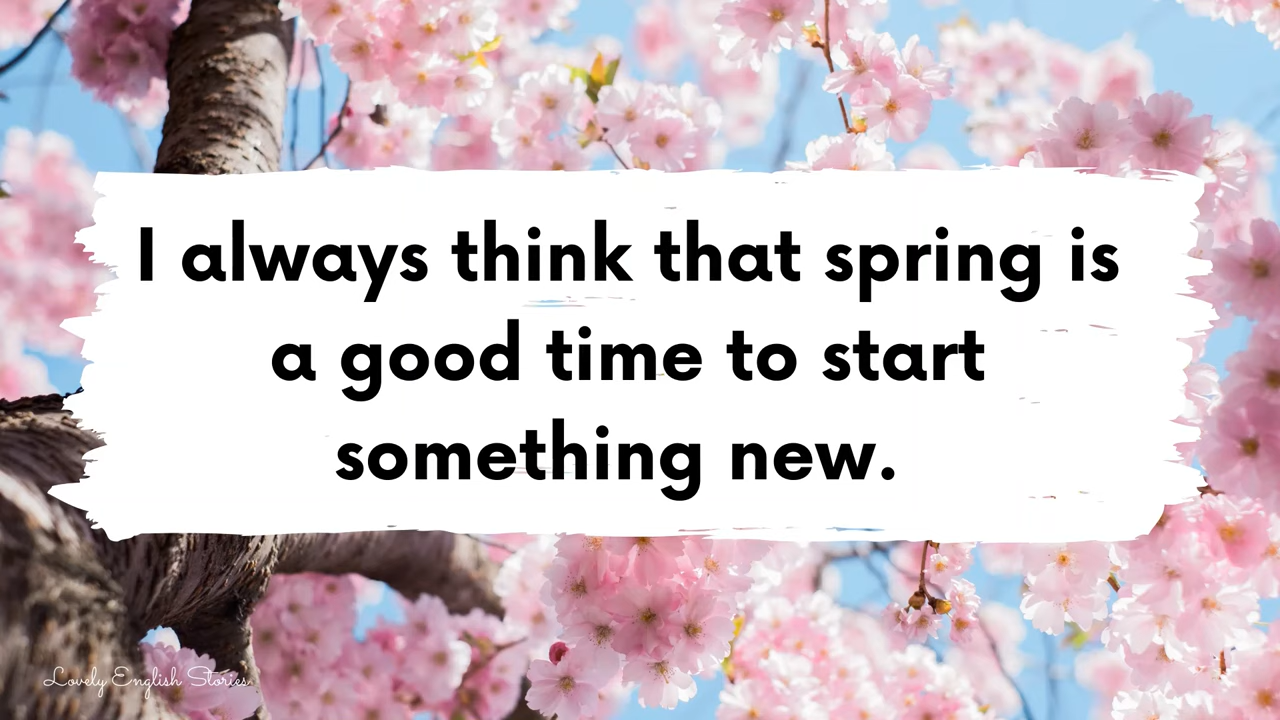 I always think that spring is
a good time to start
something new.
Lovely English Stories